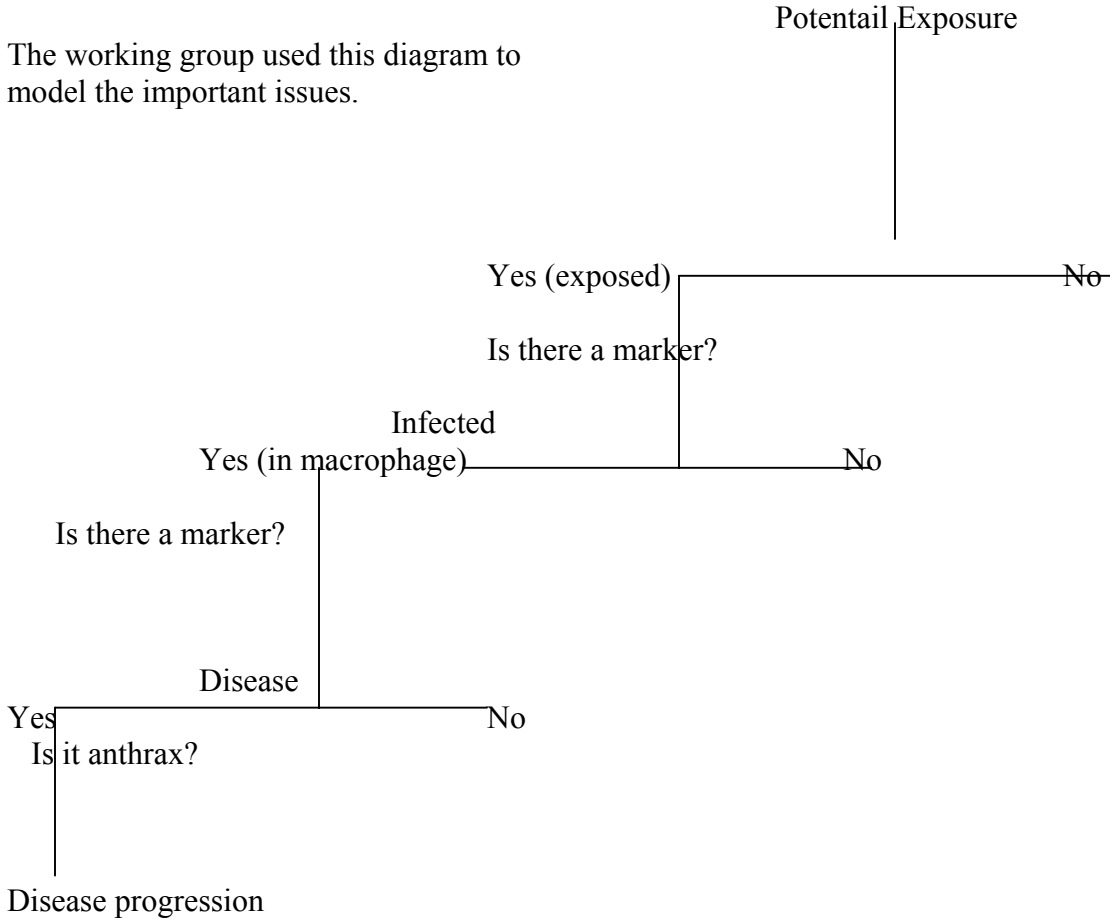 Potentail Exposure
The working group used this diagram to
model the important issues.
Yes (exposed)
No
Is there a marker?
Infected
Yes (in macrophage)
No
Is there a marker?
Disease
Yes
No
Is it anthrax?
Disease progression